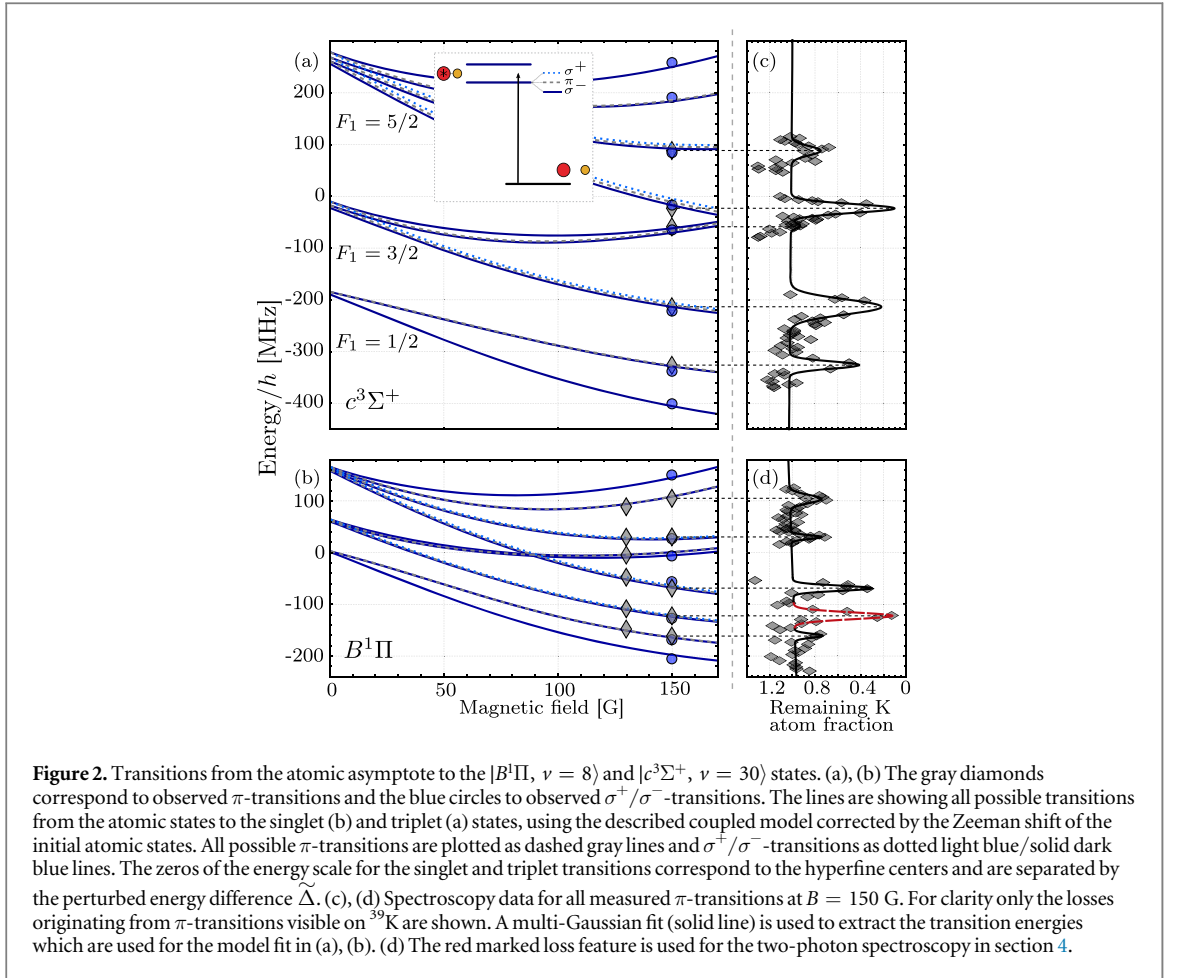 (a)
σ⁺
π
σ⁻
F₁ = 5/2
F₁ = 3/2
F₁ = 1/2
c³Σ⁺
200
100
0
-100
-200
-300
-400
Energy/h [MHz]
(c)
(b)
100
0
-100
-200
B¹Π
0
50
100
150
Magnetic field [G]
(d)
1.2 0.8 0.4 0
Remaining K
atom fraction
Figure 2. Transitions from the atomic asymptote to the |B¹Π, ν = 8⟩ and |c³Σ⁺, ν = 30⟩ states. (a), (b) The gray diamonds
correspond to observed π-transitions and the blue circles to observed σ⁺/σ⁻-transitions. The lines are showing all possible transitions
from the atomic states to the singlet (b) and triplet (a) states, using the described coupled model corrected by the Zeeman shift of the
initial atomic states. All possible π-transitions are plotted as dashed gray lines and σ⁺/σ⁻-transitions as dotted light blue/solid dark
blue lines. The zeros of the energy scale for the singlet and triplet transitions correspond to the hyperfine centers and are separated by
the perturbed energy difference Δ̃. (c), (d) Spectroscopy data for all measured π-transitions at B = 150 G. For clarity only the losses
originating from π-transitions visible on ³⁹K are shown. A multi-Gaussian fit (solid line) is used to extract the transition energies
which are used for the model fit in (a), (b). (d) The red marked loss feature is used for the two-photon spectroscopy in section 4.